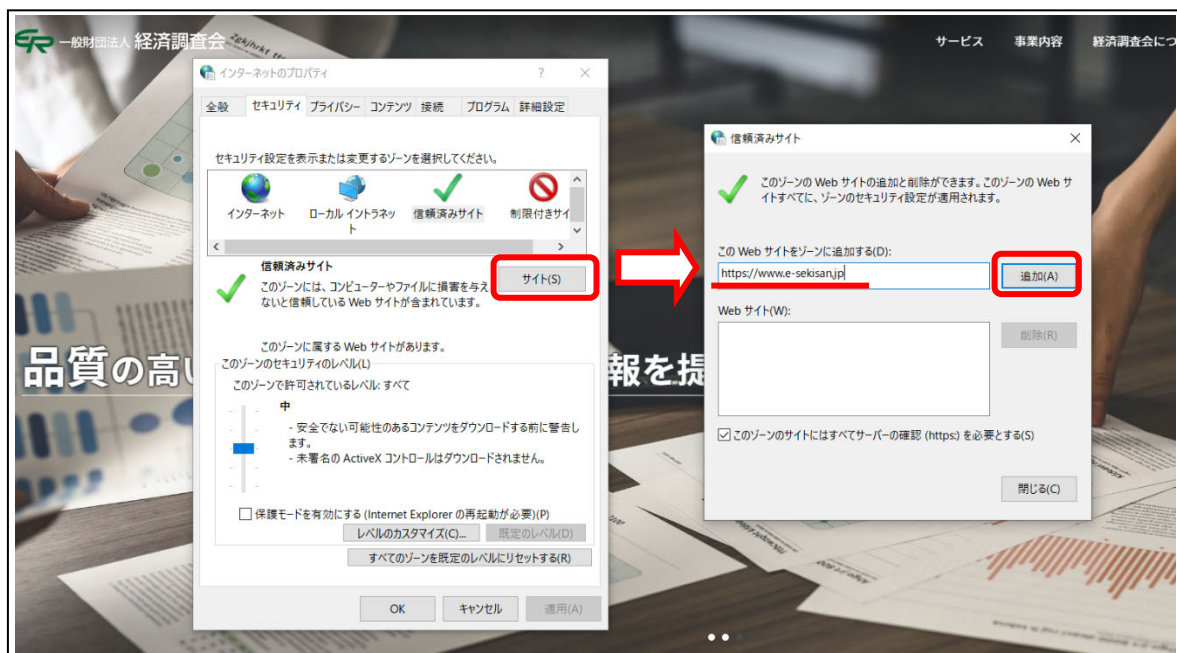 一般財団法人 経済調査会
サービス 事業内容 経済調査会につ
品質の高い
報を提
インターネットのプロパティ
? ×
全般 セキュリティ プライバシー コンテンツ 接続 プログラム 詳細設定
セキュリティ設定を表示または変更するゾーンを選択してください。
インターネット ローカル イントラネッ 信頼済みサイト 制限付きサイ
ト
信頼済みサイト
サイト(S)
このゾーンには、コンピューターやファイルに損害を与え
ないと信頼している Web サイトが含まれています。
このゾーンに属する Web サイトがあります。
このゾーンのセキュリティのレベル(L)
このゾーンで許可されているレベル: すべて
中
- 安全でない可能性のあるコンテンツをダウンロードする前に警告し
ます。
- 未署名の ActiveX コントロールはダウンロードされません。
保護モードを有効にする (Internet Explorer の再起動が必要)(P)
レベルのカスタマイズ(C)... 既定のレベル(D)
すべてのゾーンを既定のレベルにリセットする(R)
OK キャンセル 適用(A)
信頼済みサイト
×
このゾーンの Web サイトの追加と削除ができます。このゾーンの Web サ
イトすべてに、ゾーンのセキュリティ設定が適用されます。
この Web サイトをゾーンに追加する(D):
https://www.e-sekisan.jp
追加(A)
Web サイト(W):
削除(R)
このゾーンのサイトにはすべてサーバーの確認 (https:) を必要とする(S)
閉じる(C)